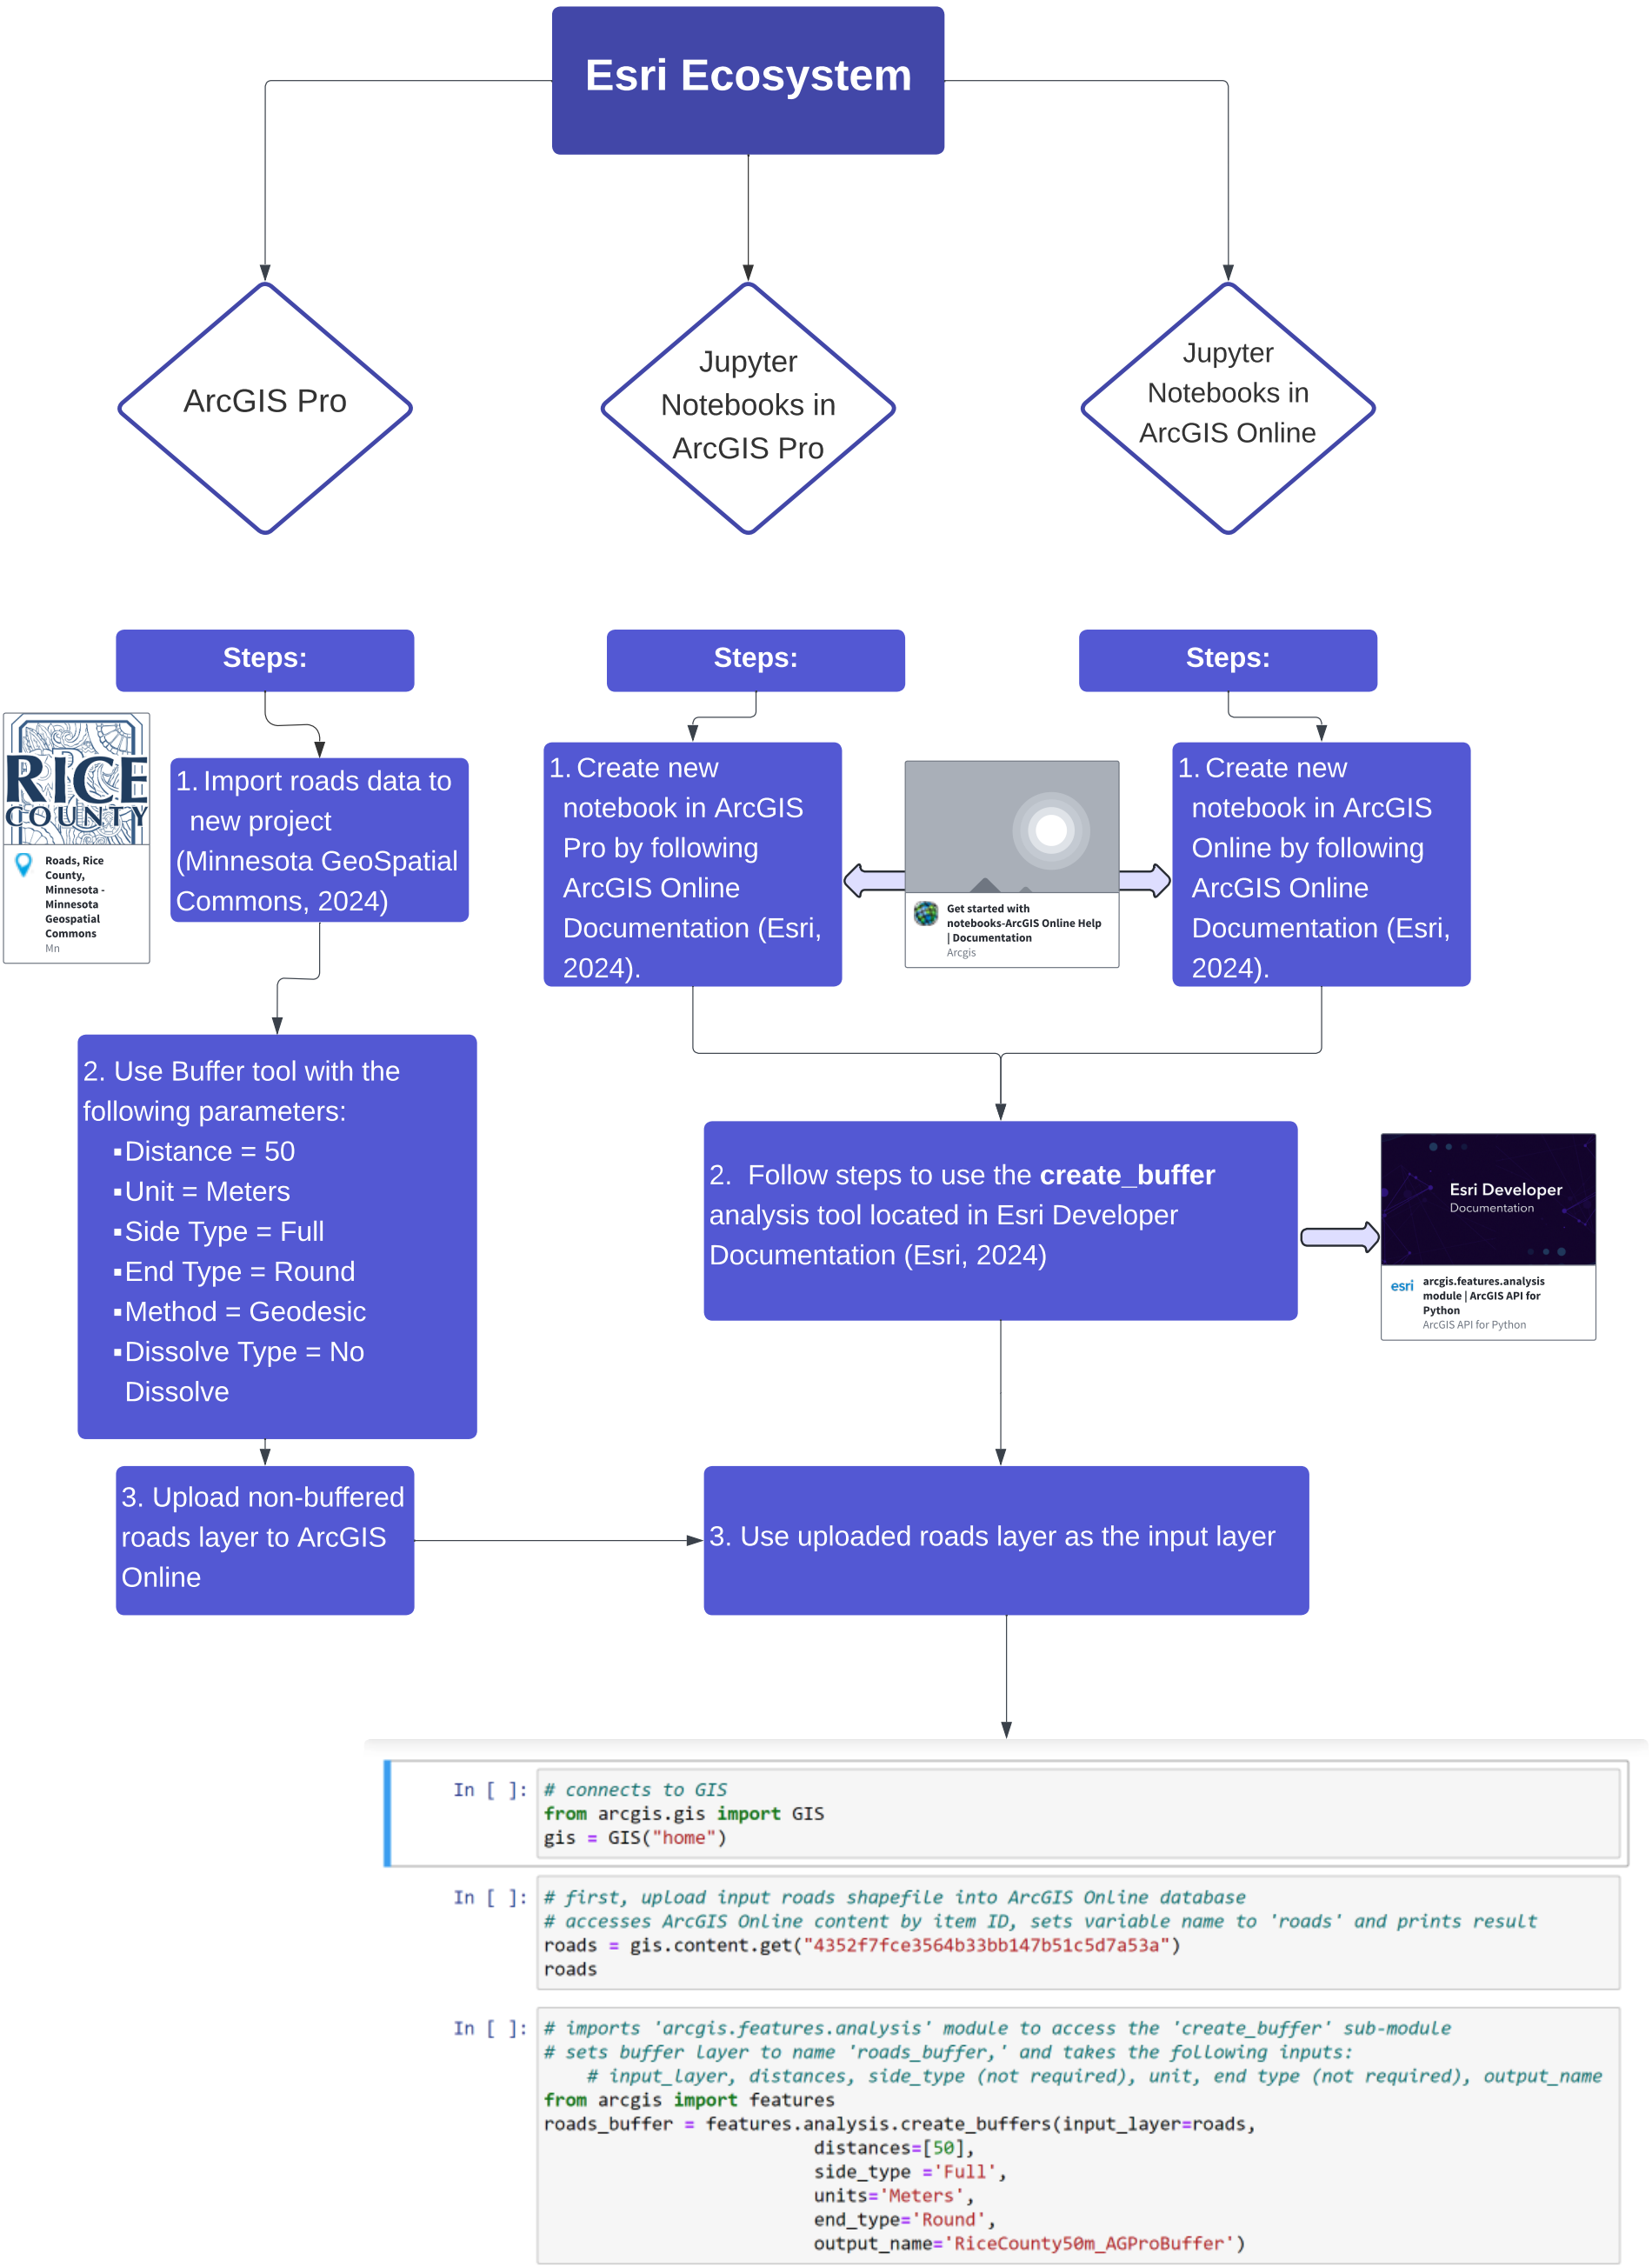 Esri Ecosystem
ArcGIS Pro
Jupyter
Notebooks in
ArcGIS Pro
Jupyter
Notebooks in
ArcGIS Online
Steps:
Steps:
Steps:
RICE
COUNTY
Roads, Rice
County,
Minnesota -
Minnesota
Geospatial
Commons
Mn
1. Import roads data to
new project
(Minnesota GeoSpatial
Commons, 2024)
1. Create new
notebook in ArcGIS
Pro by following
ArcGIS Online
Documentation (Esri,
2024).
Get started with
notebooks-ArcGIS Online Help
| Documentation
Arcgis
1. Create new
notebook in ArcGIS
Online by following
ArcGIS Online
Documentation (Esri,
2024).
2. Use Buffer tool with the
following parameters:
▪Distance = 50
▪Unit = Meters
▪Side Type = Full
▪End Type = Round
▪Method = Geodesic
▪Dissolve Type = No
Dissolve
2. Follow steps to use the create_buffer
analysis tool located in Esri Developer
Documentation (Esri, 2024)
Esri Developer
Documentation
esri
arcgis.features.analysis
module | ArcGIS API for
Python
ArcGIS API for Python
3. Upload non-buffered
roads layer to ArcGIS
Online
3. Use uploaded roads layer as the input layer
In [ ]: # connects to GIS
from arcgis.gis import GIS
gis = GIS("home")
In [ ]: # first, upload input roads shapefile into ArcGIS Online database
# accesses ArcGIS Online content by item ID, sets variable name to 'roads' and prints result
roads = gis.content.get("4352f7fce3564b33bb147b51c5d7a53a")
roads
In [ ]: # imports 'arcgis.features.analysis' module to access the 'create_buffer' sub-module
# sets buffer layer to name 'roads_buffer,' and takes the following inputs:
# input_layer, distances, side_type (not required), unit, end type (not required), output_name
from arcgis import features
roads_buffer = features.analysis.create_buffers(input_layer=roads,
distances=[50],
side_type ='Full',
units='Meters',
end_type='Round',
output_name='RiceCounty50m_AGProBuffer')